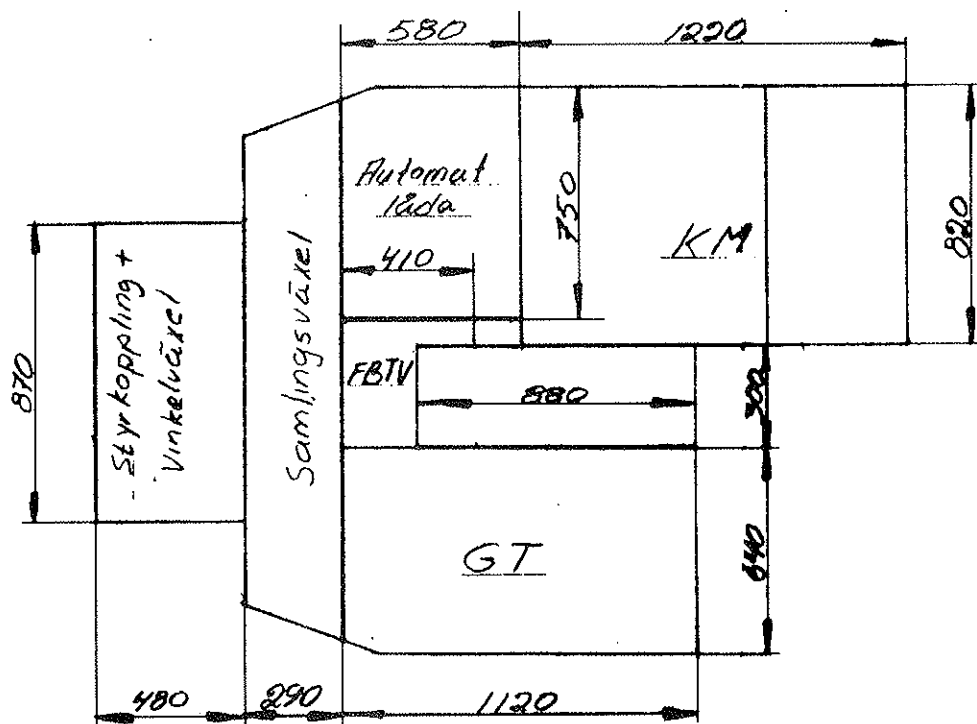 580
1220
Automat
låda
750
KM
820
410
870
Styrkoppling +
Vinkelväxel
Samlingsväxel
FBTV
880
300
GT
640
480
290
1120